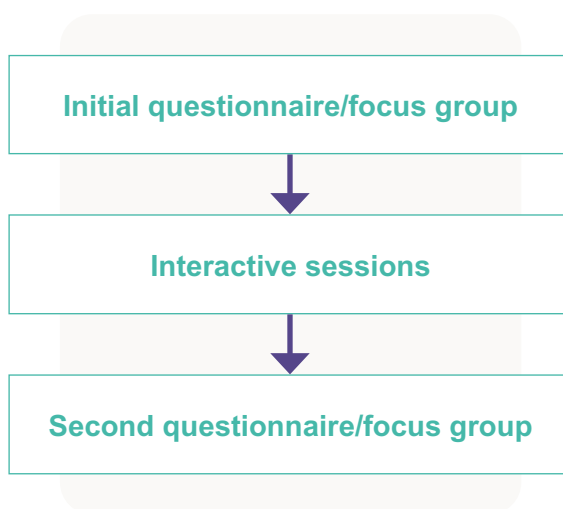 Initial questionnaire/focus group
Interactive sessions
Second questionnaire/focus group